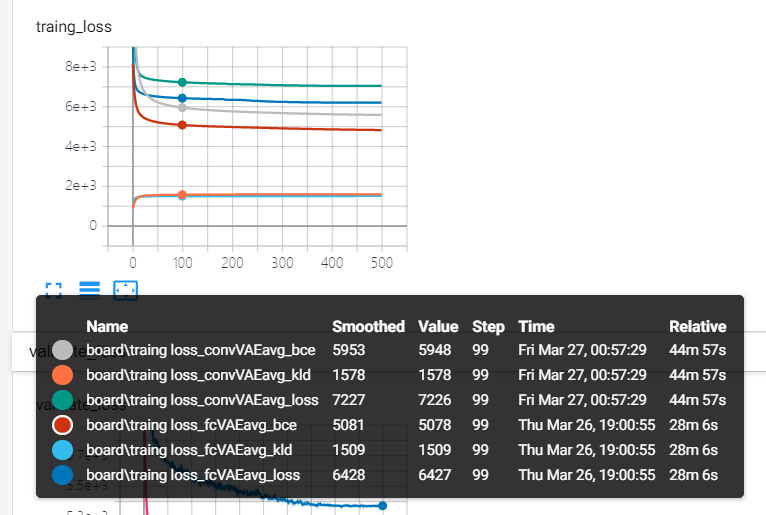 traing_loss
8e+3
6e+3
4e+3
2e+3
0
0 100 200 300 400 500
Name Smoothed Value Step Time Relative
board\traing loss_convVAEavg_bce 5953 5948 99 Fri Mar 27, 00:57:29 44m 57s
board\traing loss_convVAEavg_kld 1578 1578 99 Fri Mar 27, 00:57:29 44m 57s
board\traing loss_convVAEavg_loss 7227 7226 99 Fri Mar 27, 00:57:29 44m 57s
board\traing loss_fcVAEavg_bce 5081 5078 99 Thu Mar 26, 19:00:55 28m 6s
board\traing loss_fcVAEavg_kld 1509 1509 99 Thu Mar 26, 19:00:55 28m 6s
board\traing loss_fcVAEavg_loss 6428 6427 99 Thu Mar 26, 19:00:55 28m 6s
validate_loss